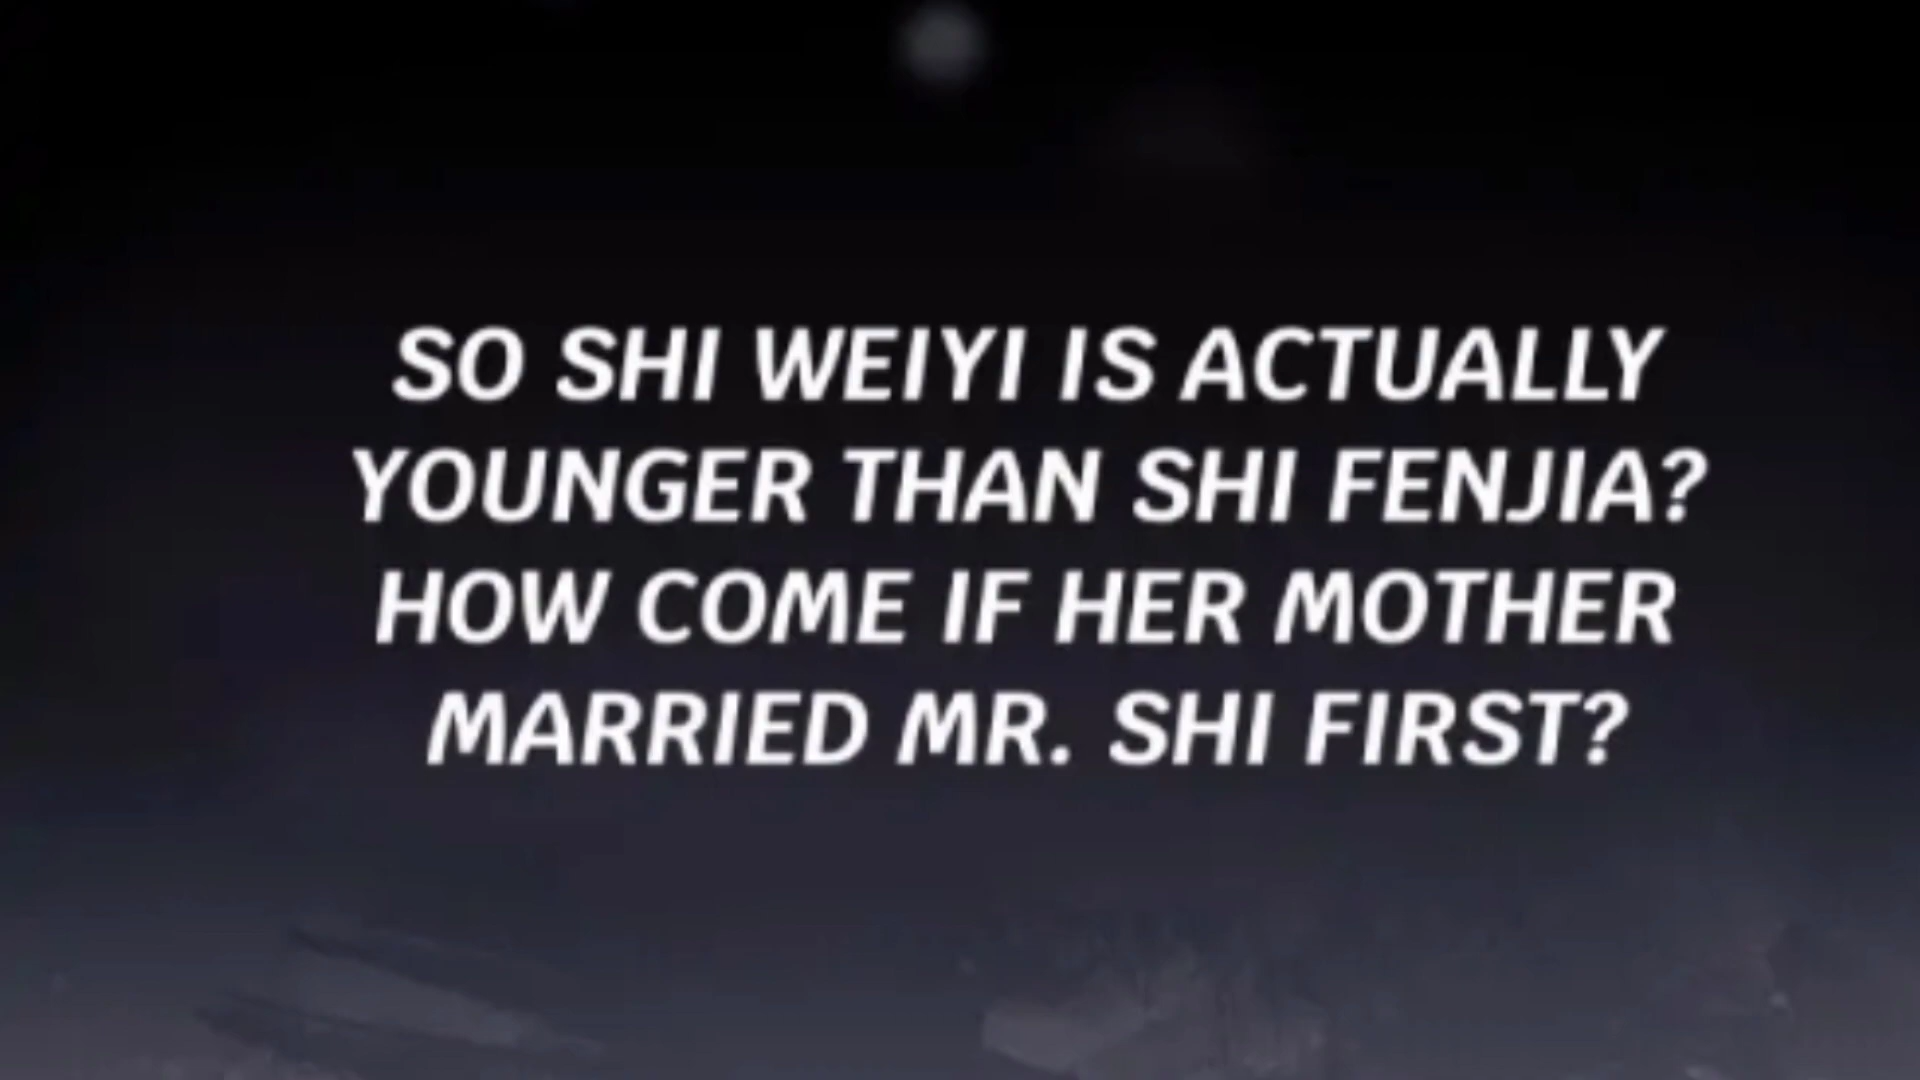 SO SHI WEIYI IS ACTUALLY
YOUNGER THAN SHI FENJIA?
HOW COME IF HER MOTHER
MARRIED MR. SHI FIRST?